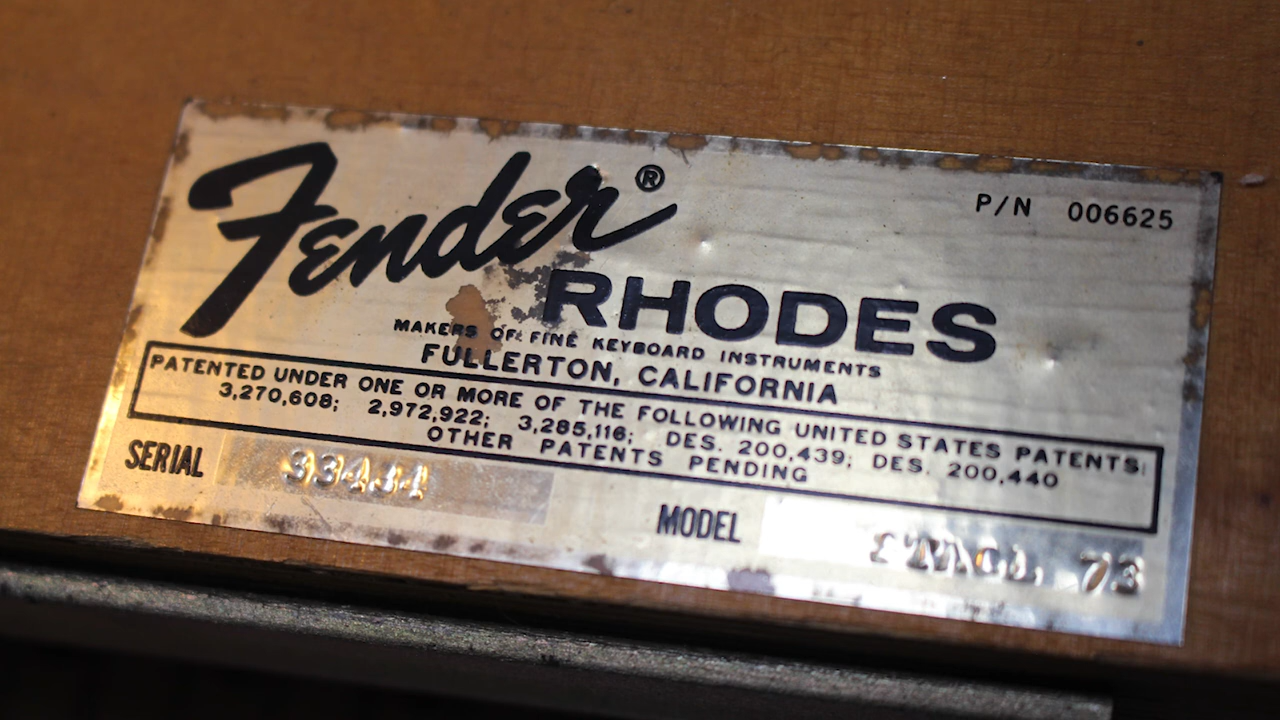 Fender®
P/N 006625
RHODES
MAKERS OF FINE KEYBOARD INSTRUMENTS
FULLERTON, CALIFORNIA
PATENTED UNDER ONE OR MORE OF THE FOLLOWING UNITED STATES PATENTS:
3,270,608; 2,972,922; 3,285,116; DES. 200,439; DES. 200,440
OTHER PATENTS PENDING
SERIAL
MODEL 73